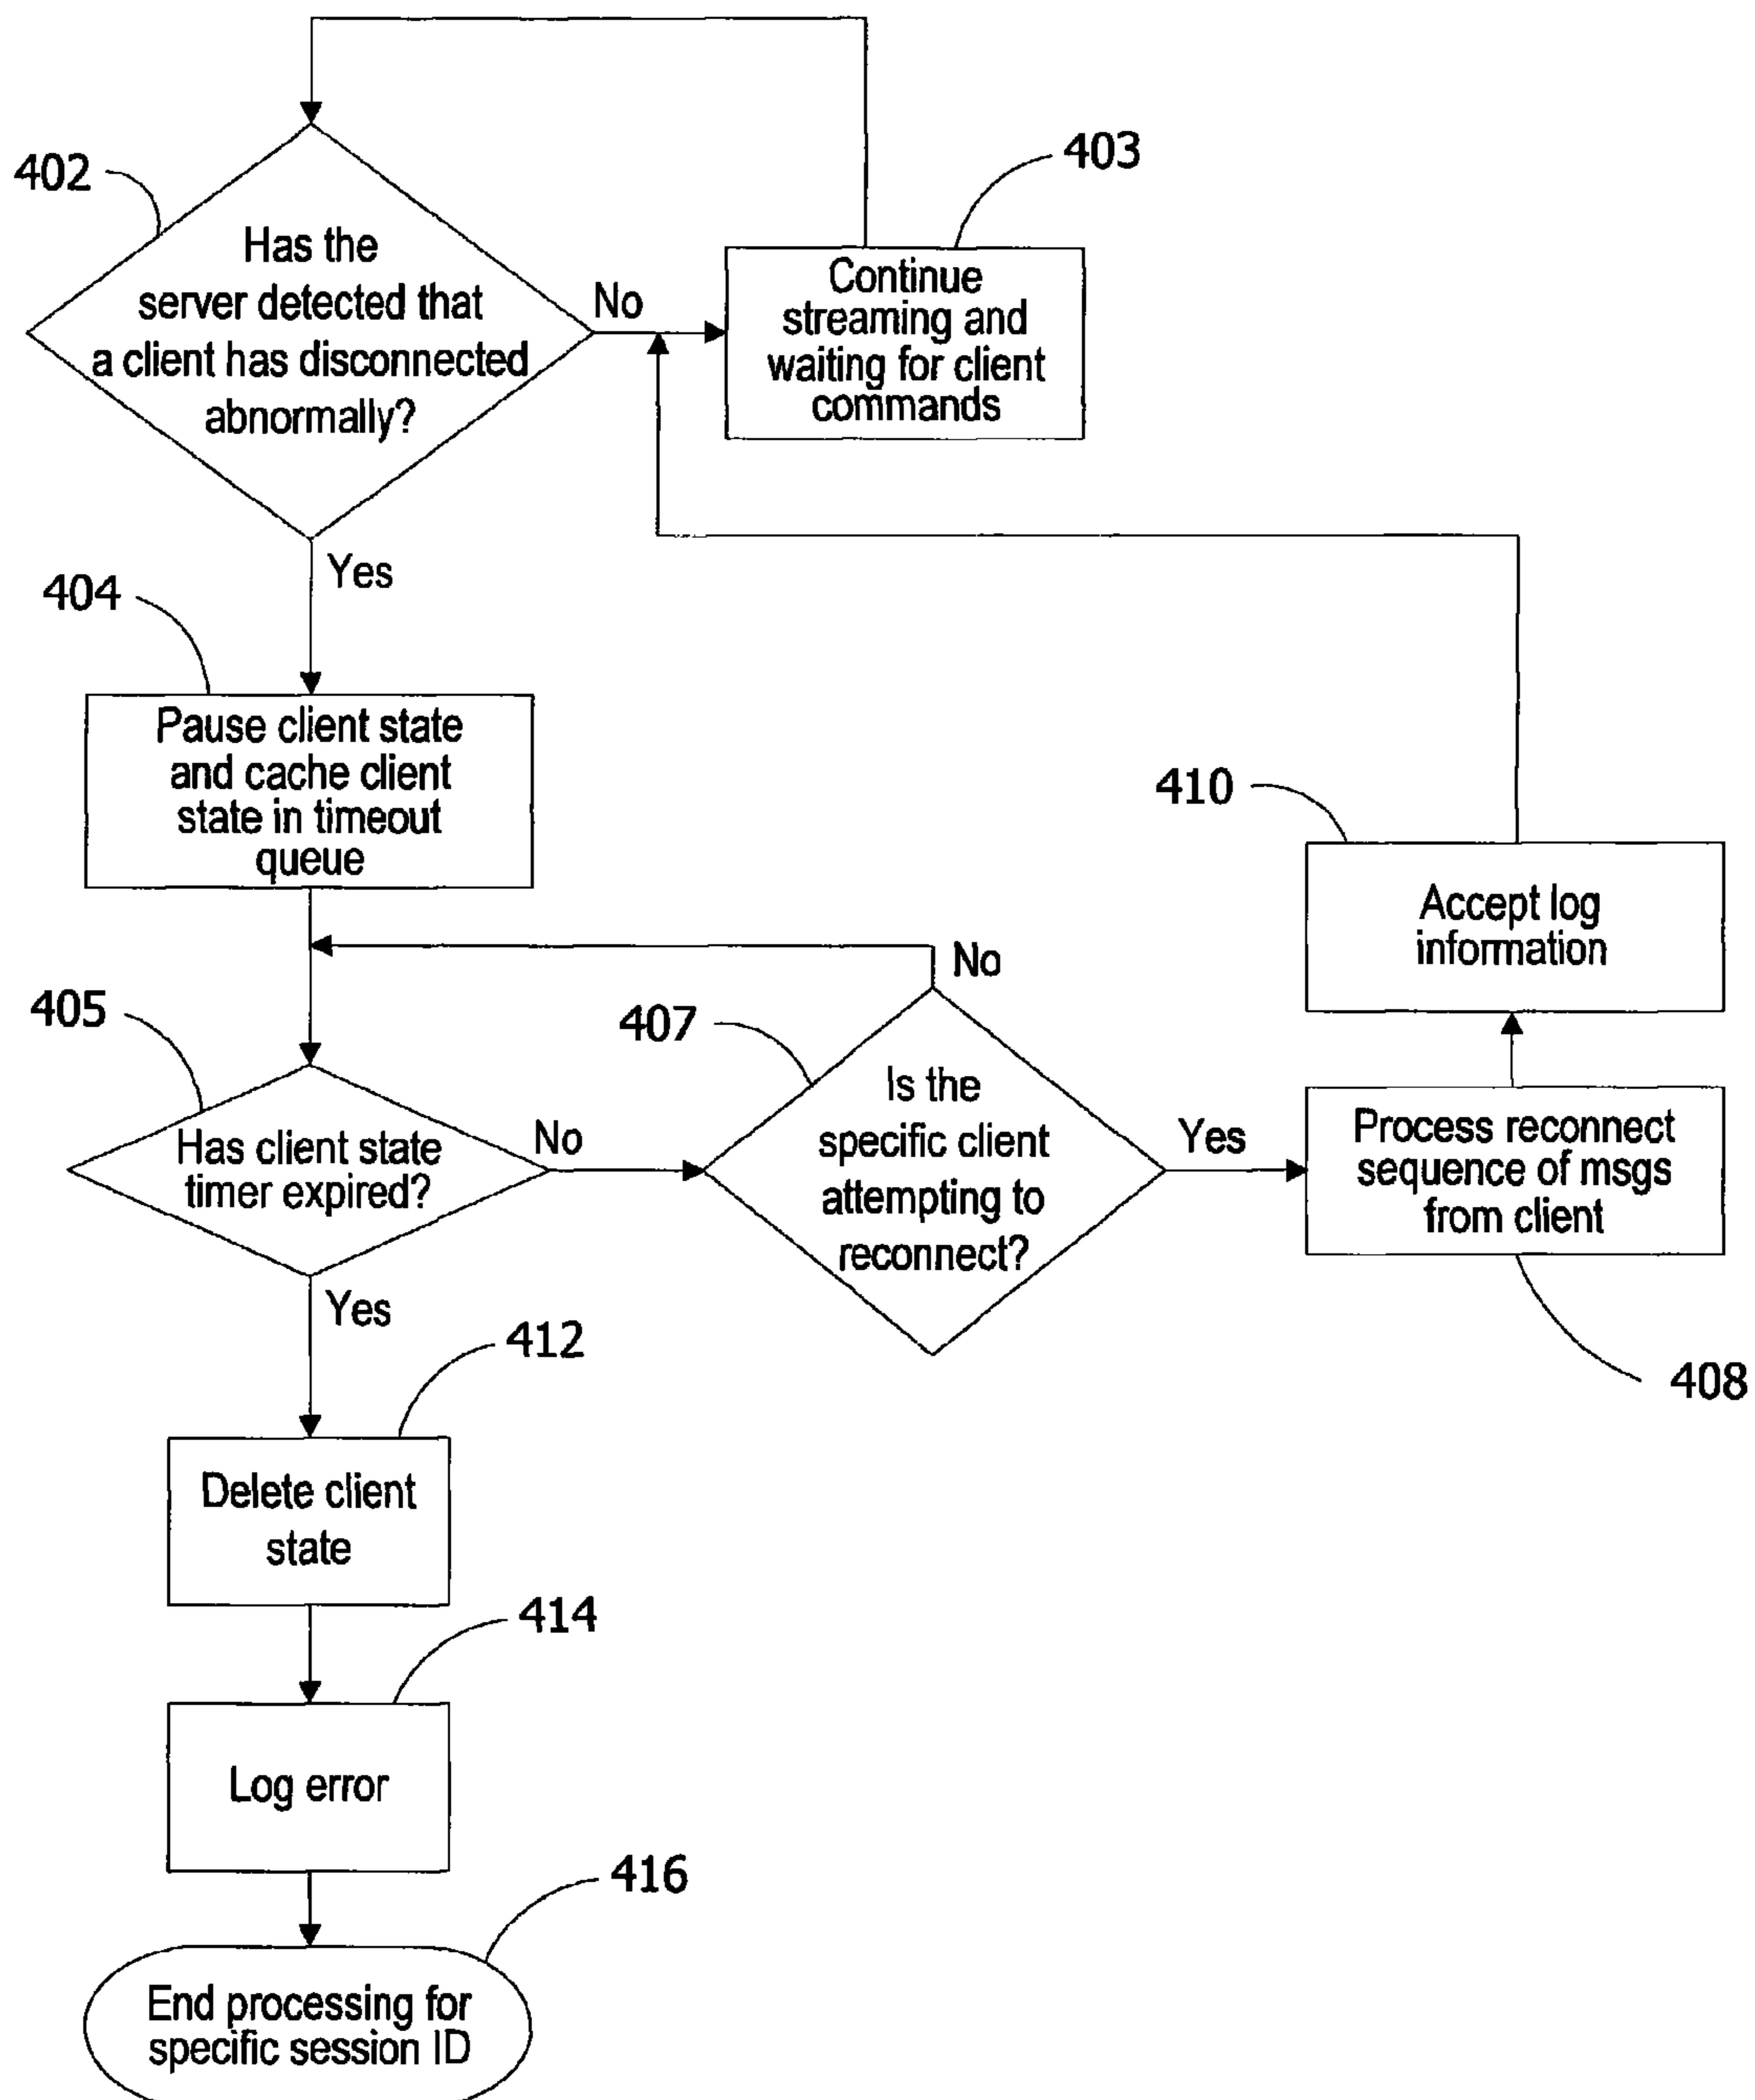 402
Has the
server detected that
a client has disconnected
abnormally?
No
403
Continue
streaming and
waiting for client
commands
Yes
404
Pause client state
and cache client
state in timeout
queue
410
Accept log
information
No
405
Has client state
timer expired?
No
407
Is the
specific client
attempting to
reconnect?
Yes
Process reconnect
sequence of msgs
from client
408
Yes
412
Delete client
state
414
Log error
416
End processing for
specific session ID